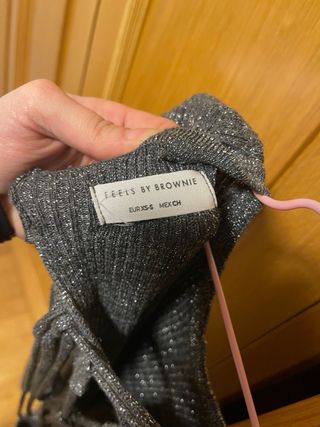 FEELS BY BROWNIE
EUR XS-S MEX CH